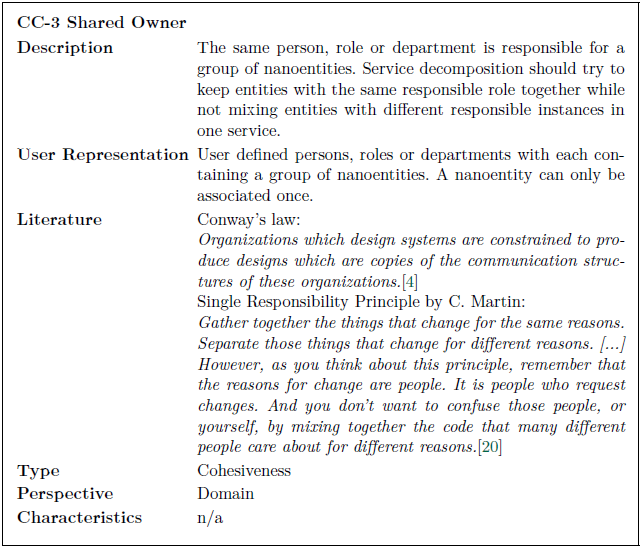 CC-3 Shared Owner
Description The same person, role or department is responsible for a
group of nanoentities. Service decomposition should try to
keep entities with the same responsible role together while
not mixing entities with different responsible instances in
one service.
User Representation User defined persons, roles or departments with each con-
taining a group of nanoentities. A nanoentity can only be
associated once.
Literature Conway's law:
Organizations which design systems are constrained to pro-
duce designs which are copies of the communication struc-
tures of these organizations.[4]
Single Responsibility Principle by C. Martin:
Gather together the things that change for the same reasons.
Separate those things that change for different reasons. [...]
However, as you think about this principle, remember that
the reasons for change are people. It is people who request
changes. And you don't want to confuse those people, or
yourself, by mixing together the code that many different
people care about for different reasons.[20]
Type Cohesiveness
Perspective Domain
Characteristics n/a